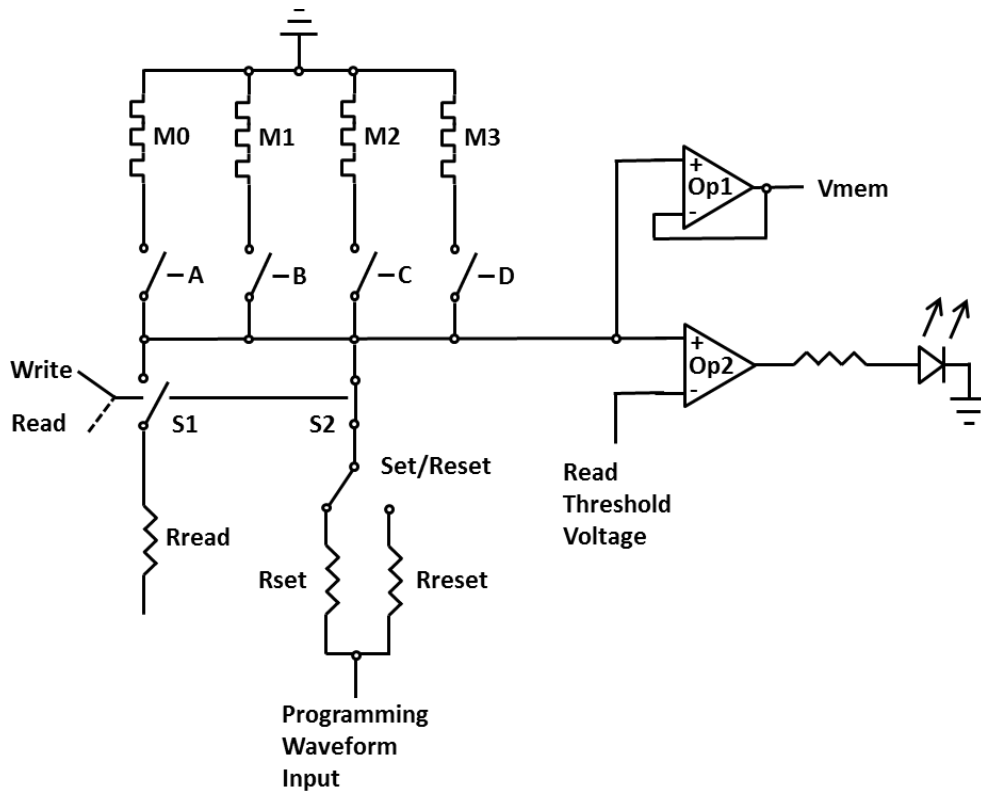 M0
M1
M2
M3
+
Op1
-
Vmem
A
B
C
D
+
Op2
-
Write
Read
S1
S2
Set/Reset
Read
Threshold
Voltage
Rread
Rset
Rreset
Programming
Waveform
Input